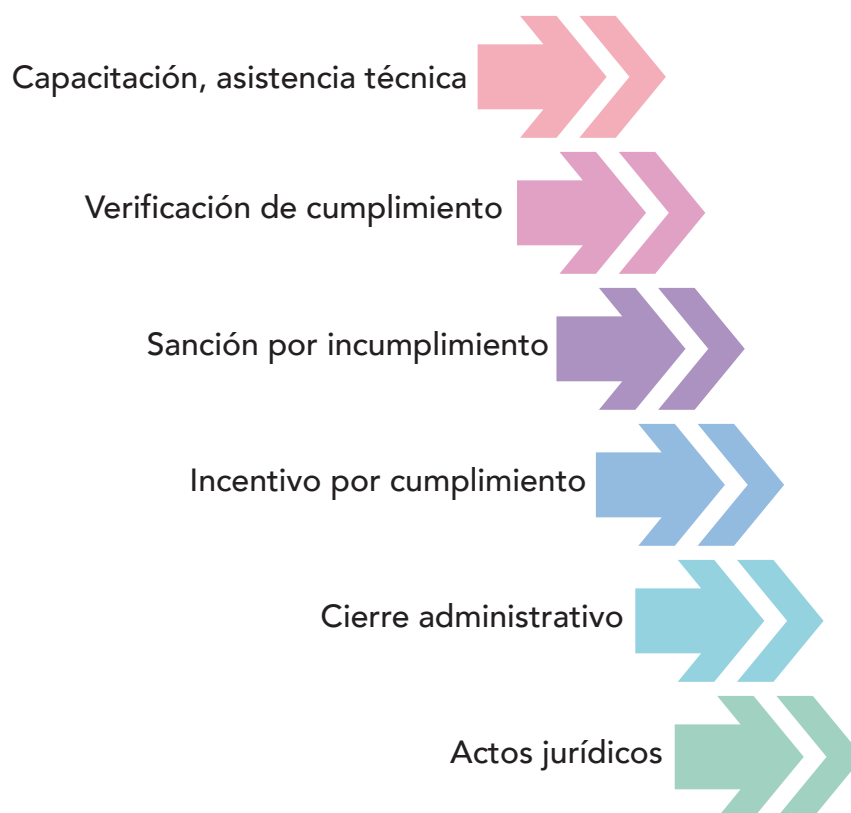 Capacitación, asistencia técnica
Verificación de cumplimiento
Sanción por incumplimiento
Incentivo por cumplimiento
Cierre administrativo
Actos jurídicos